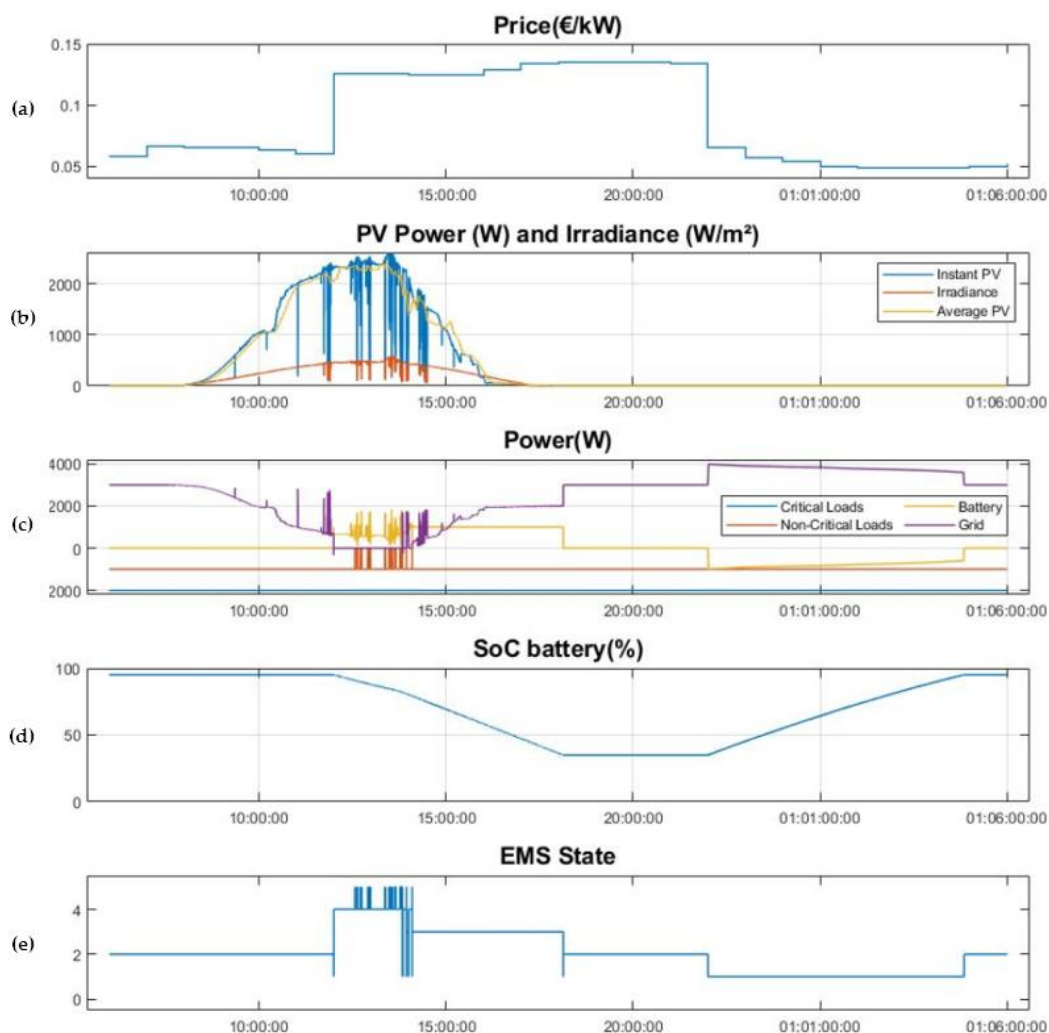 Price(€/kW)
(a)
0.15
0.1
0.05
10:00:00 15:00:00 20:00:00 01:01:00:00 01:06:00:00
PV Power (W) and Irradiance (W/m²)
(b)
2000
1000
0
Instant PV
Irradiance
Average PV
10:00:00 15:00:00 20:00:00 01:01:00:00 01:06:00:00
Power(W)
(c)
4000
2000
0
2000
Critical Loads Battery
Non-Critical Loads Grid
10:00:00 15:00:00 20:00:00 01:01:00:00 01:06:00:00
SoC battery(%)
(d)
100
50
0
10:00:00 15:00:00 20:00:00 01:01:00:00 01:06:00:00
EMS State
(e)
4
2
0
10:00:00 15:00:00 20:00:00 01:01:00:00 01:06:00:00